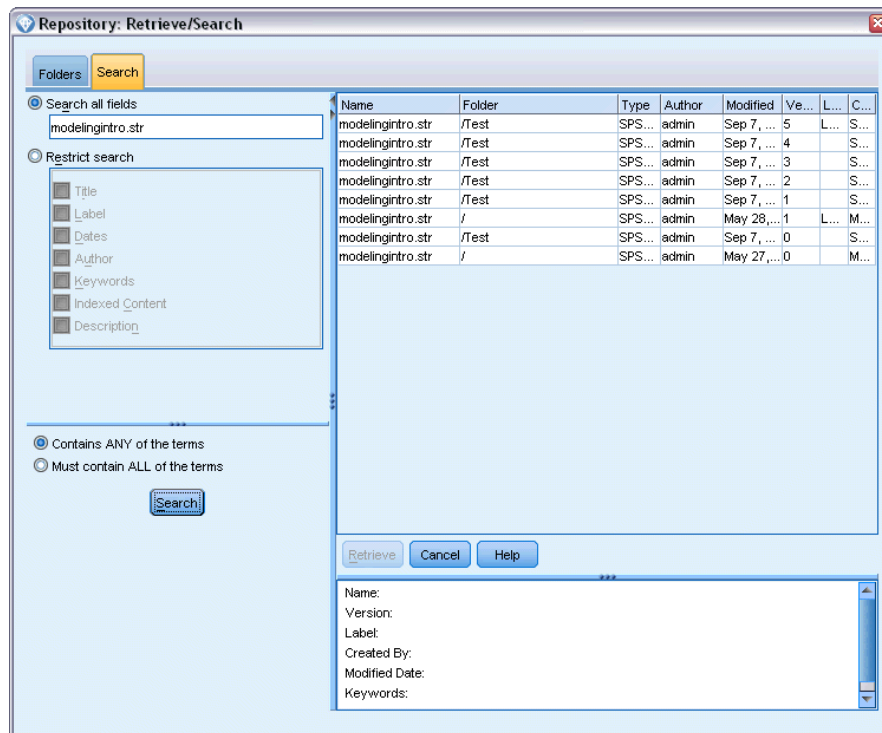 Repository: Retrieve/Search
Folders Search
Search all fields
modelingintro.str
Restrict search
Title
Label
Dates
Author
Keywords
Indexed Content
Description
Contains ANY of the terms
Must contain ALL of the terms
Search
Name Folder Type Author Modified Ve... L... C...
modelingintro.str /Test SPS... admin Sep 7, ... 5 L... S...
modelingintro.str /Test SPS... admin Sep 7, ... 4 S...
modelingintro.str /Test SPS... admin Sep 7, ... 3 S...
modelingintro.str /Test SPS... admin Sep 7, ... 2 S...
modelingintro.str /Test SPS... admin Sep 7, ... 1 S...
modelingintro.str / SPS... admin May 28,... 1 L... M...
modelingintro.str /Test SPS... admin Sep 7, ... 0 S...
modelingintro.str / SPS... admin May 27,... 0 M...
Retrieve Cancel Help
Name:
Version:
Label:
Created By:
Modified Date:
Keywords: